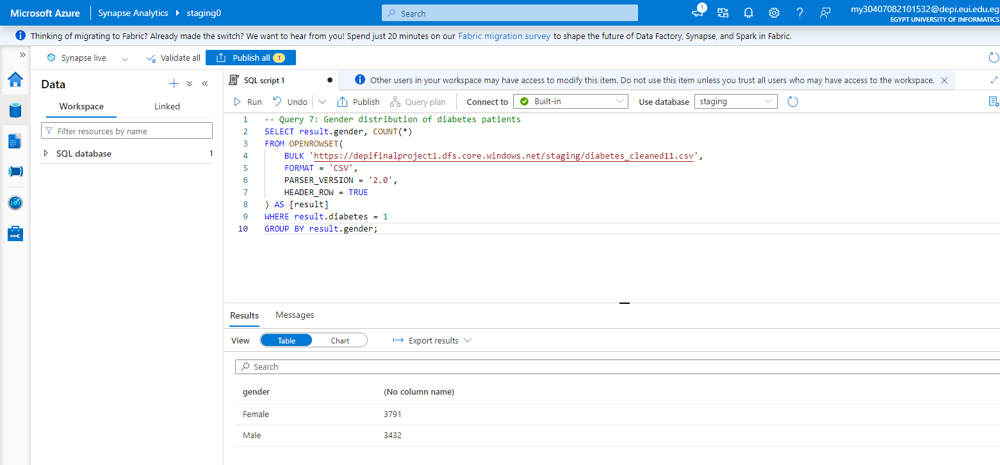 Microsoft Azure
Synapse Analytics
staging0
Search
1
my30407082101532@depi.eui.edu.eg
EGYPT UNIVERSITY OF INFORMATICS
Thinking of migrating to Fabric? Already made the switch? We want to hear from you! Spend just 20 minutes on our Fabric migration survey to shape the future of Data Factory, Synapse, and Spark in Fabric.
Synapse live
Validate all
Publish all 1
Data
Workspace
Linked
Filter resources by name
SQL database 1
SQL script 1
Other users in your workspace may have access to modify this item. Do not use this item unless you trust all users who may have access to the workspace.
Run
Undo
Publish
Query plan
Connect to
Built-in
Use database
staging
1 -- Query 7: Gender distribution of diabetes patients
2 SELECT result.gender, COUNT(*)
3 FROM OPENROWSET(
4 BULK 'https://depifinalproject1.dfs.core.windows.net/staging/diabetes_cleaned11.csv',
5 FORMAT = 'CSV',
6 PARSER_VERSION = '2.0',
7 HEADER_ROW = TRUE
8 ) AS [result]
9 WHERE result.diabetes = 1
10 GROUP BY result.gender;
Results
Messages
View
Table
Chart
Export results
Search
gender (No column name)
Female 3791
Male 3432